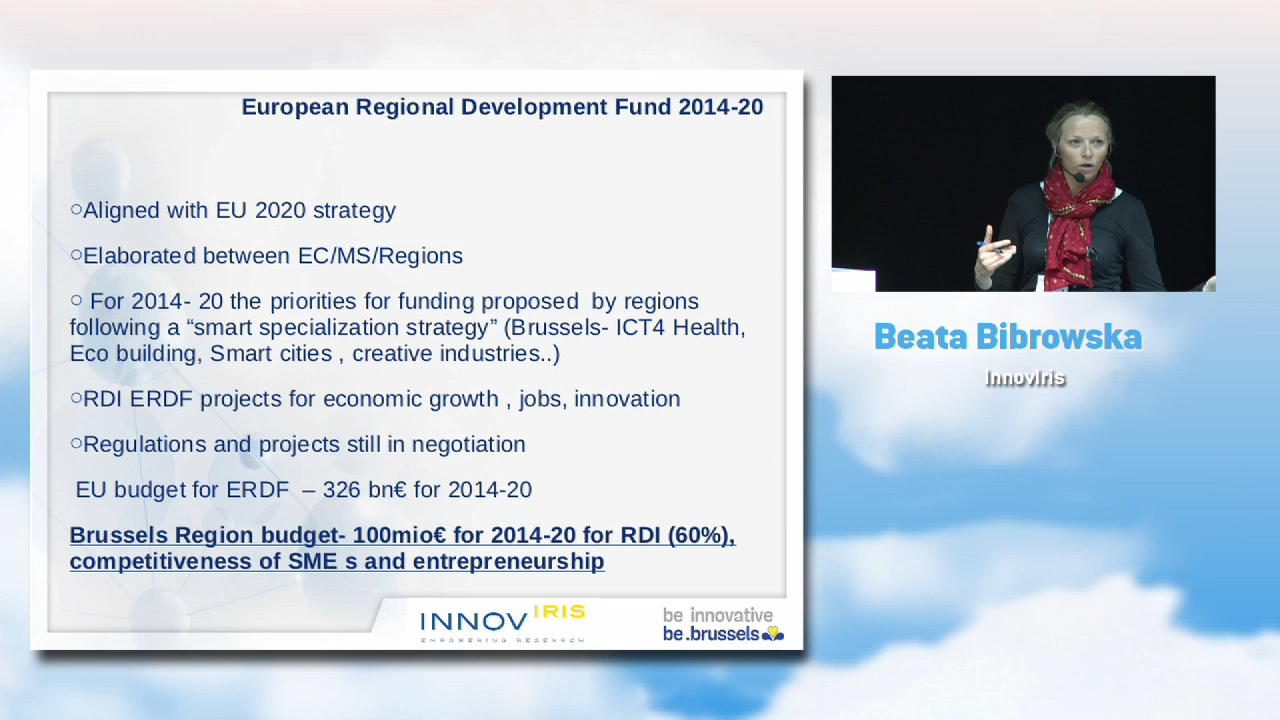 European Regional Development Fund 2014-20
○Aligned with EU 2020 strategy
○Elaborated between EC/MS/Regions
○ For 2014- 20 the priorities for funding proposed by regions
following a “smart specialization strategy” (Brussels- ICT4 Health,
Eco building, Smart cities , creative industries..)
○RDI ERDF projects for economic growth , jobs, innovation
○Regulations and projects still in negotiation
EU budget for ERDF – 326 bn€ for 2014-20
Brussels Region budget- 100mio€ for 2014-20 for RDI (60%),
competitiveness of SME s and entrepreneurship
INNOVIRIS
EMPOWERING RESEARCH
be innovative
be.brussels
Beata Bibrowska
InnovIris